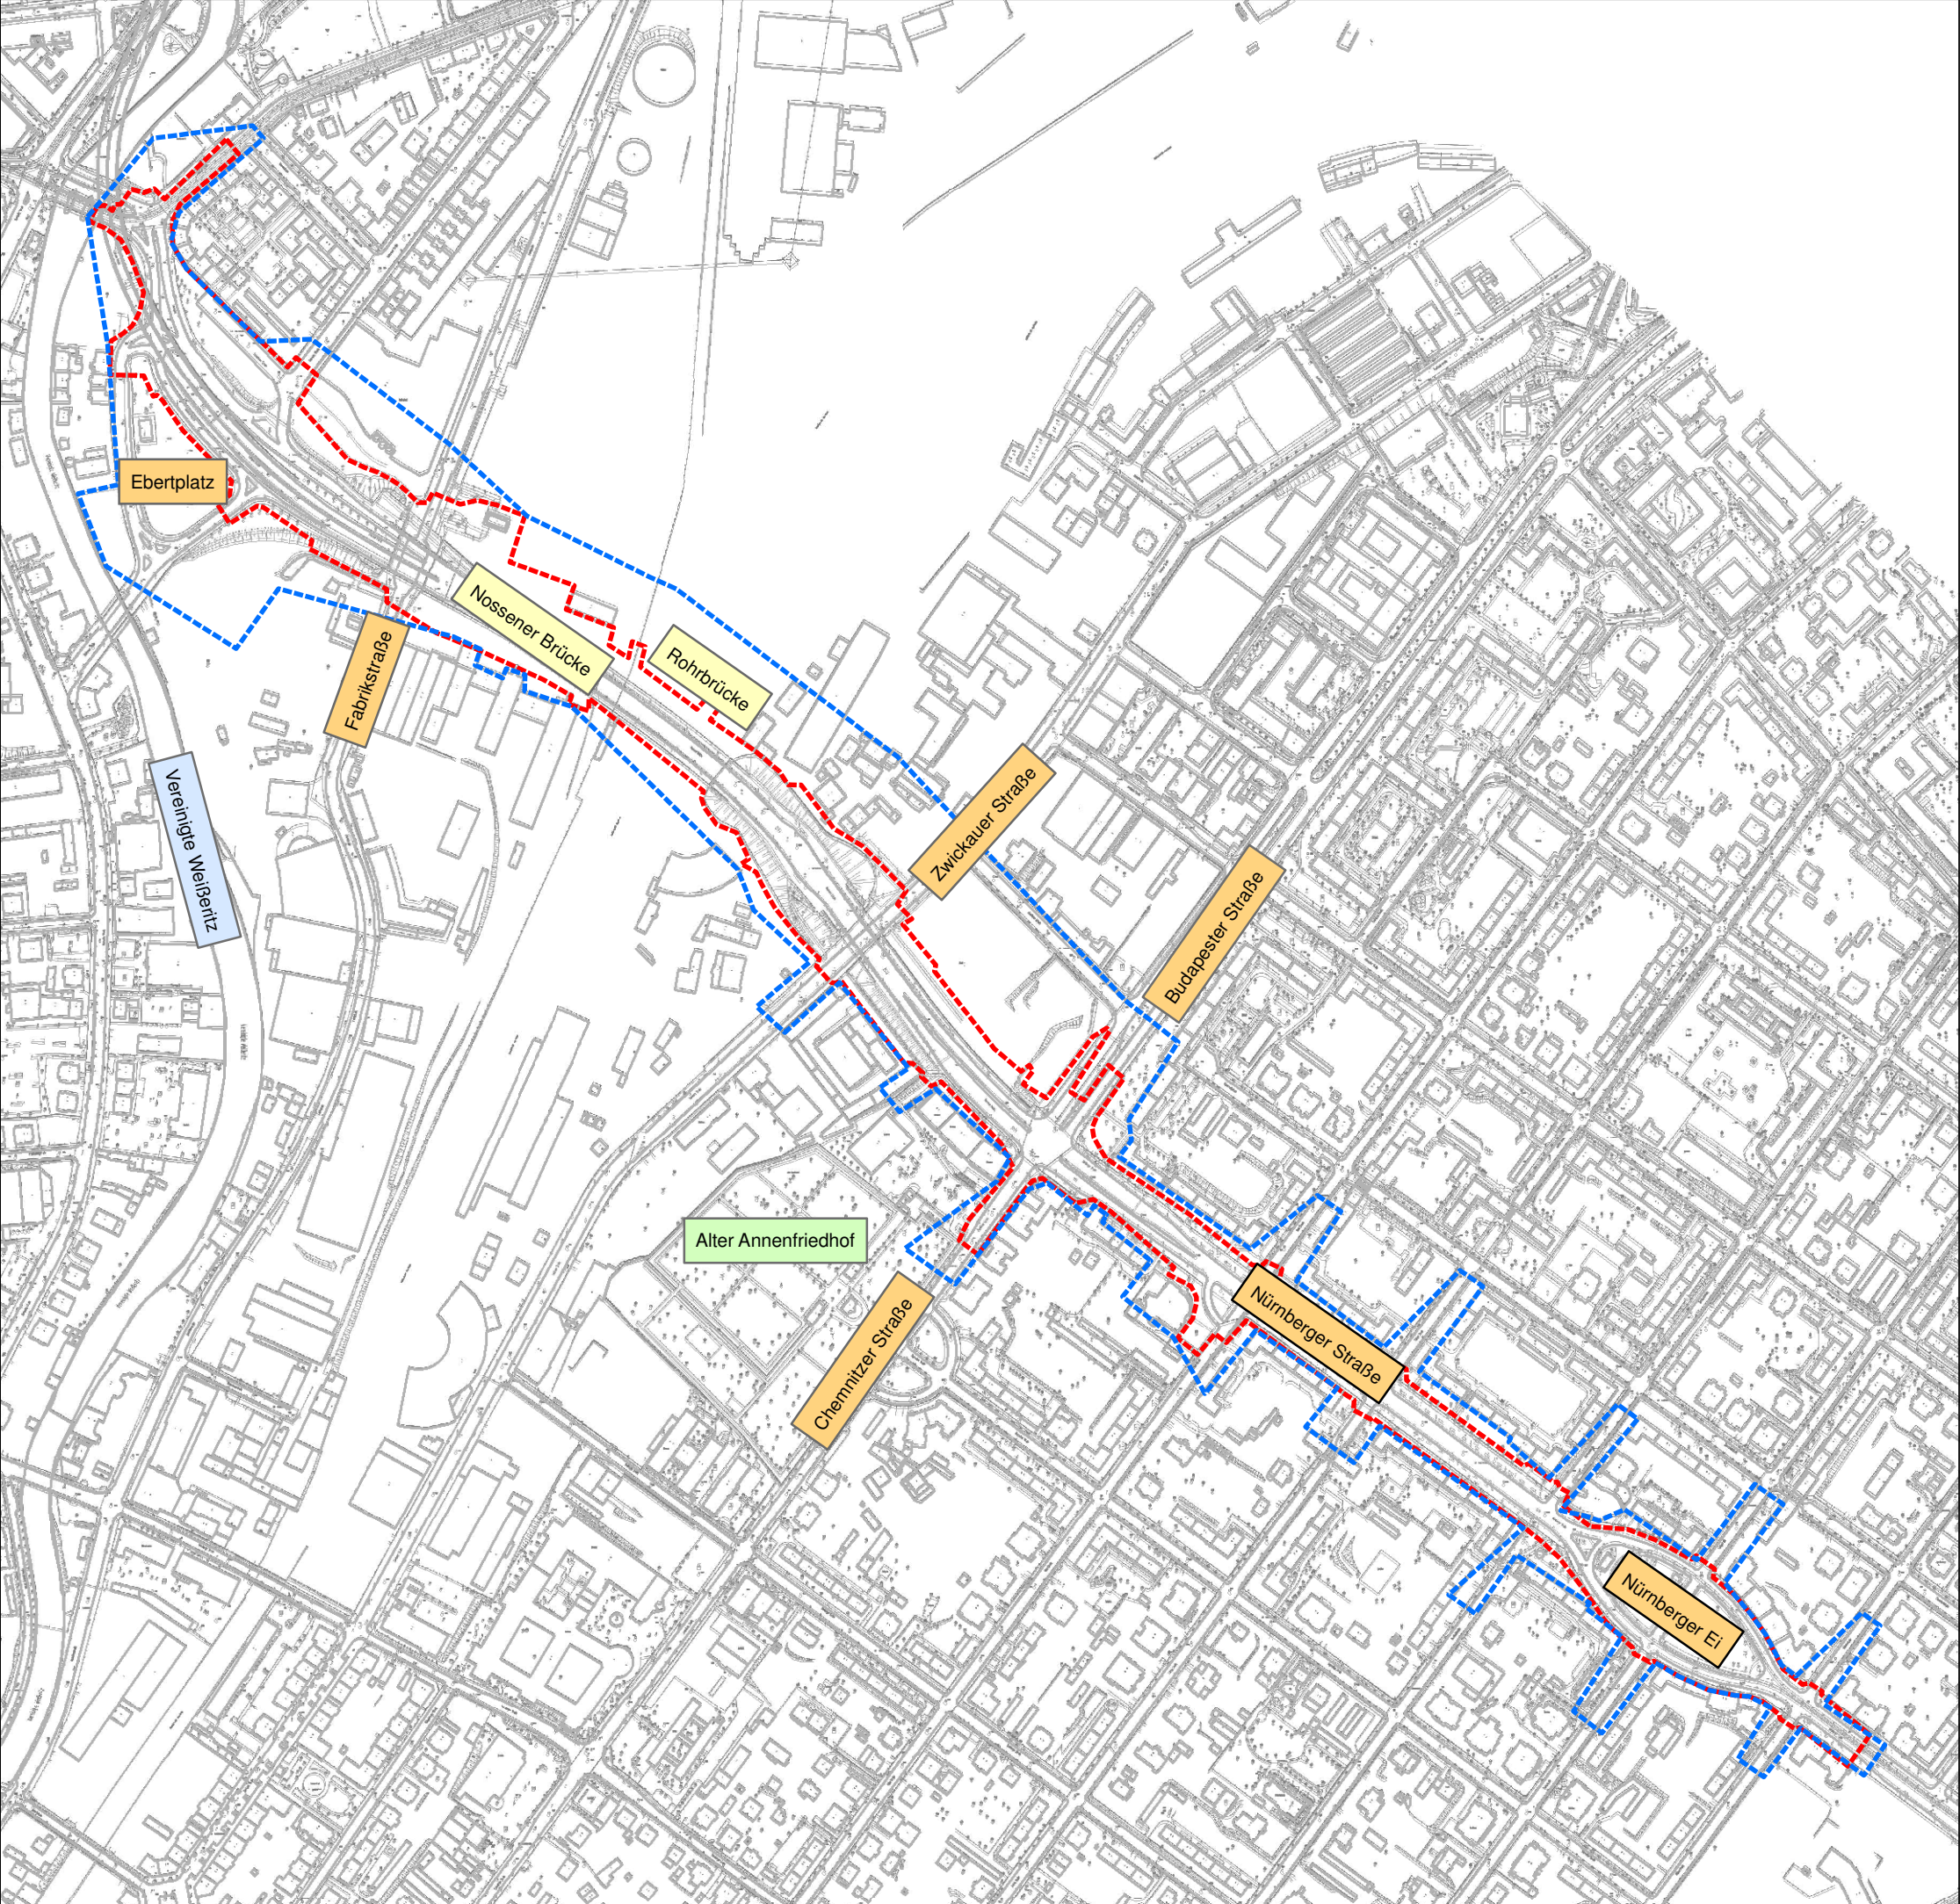 Ebertplatz
Nossener Brücke
Rohrbrücke
Fabrikstraße
Vereinigte Weißeritz
Zwickauer Straße
Budapester Straße
Alter Annenfriedhof
Chemnitzer Straße
Nürnberger Straße
Nürnberger Ei